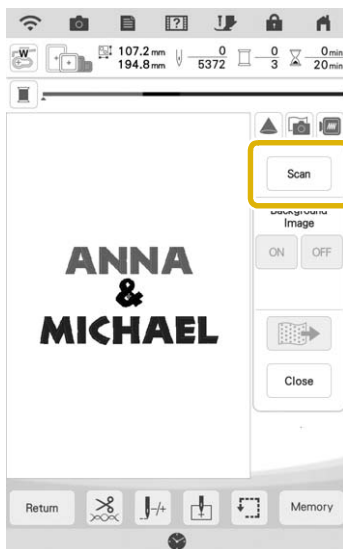 W
107.2 mm 0 0 0 min
194.8 mm 5372 3 20 min
Scan
Background
Image
ON OFF
ANNA
&
MICHAEL
Close
Return -/+ Memory